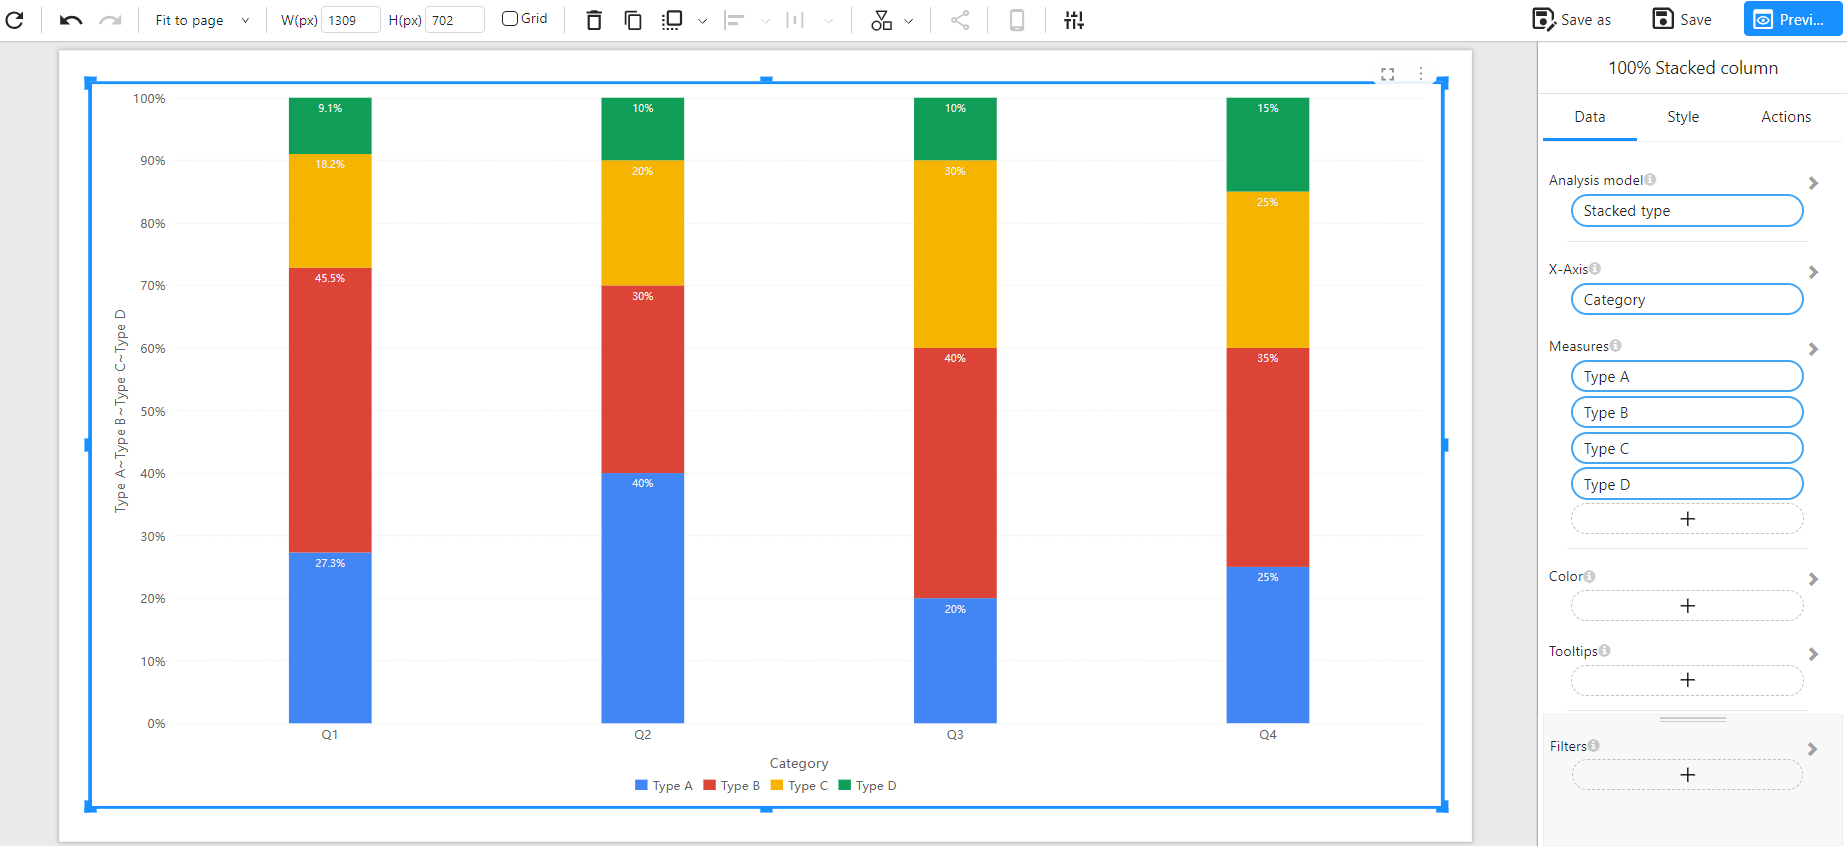 Fit to page W(px) 1309 H(px) 702 Grid Save as Save Previ...
100% Stacked column
Data Style Actions
Analysis model
Stacked type
X-Axis
Category
Measures
Type A
Type B
Type C
Type D
+
Color
+
Tooltips
+
Filters
+
Type A~Type B~Type C~Type D
100%
90%
80%
70%
60%
50%
40%
30%
20%
10%
0%
9.1% 10% 10% 15%
18.2% 20% 30% 25%
45.5% 30% 40% 35%
27.3% 40% 20% 25%
Q1 Q2 Q3 Q4
Category
Type A Type B Type C Type D